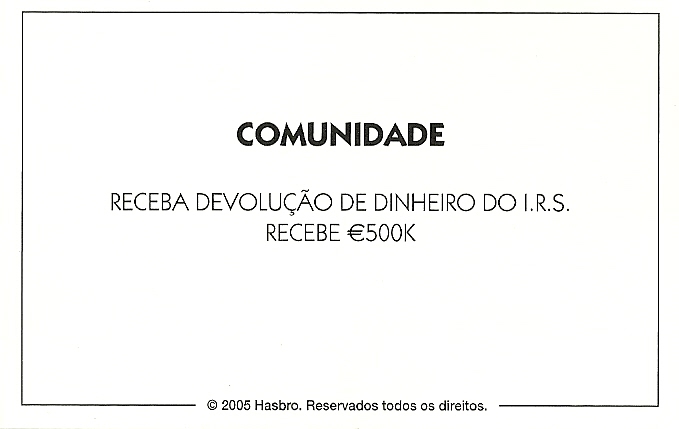 COMUNIDADE
RECEBA DEVOLUÇÃO DE DINHEIRO DO I.R.S.
RECEBE €500K
© 2005 Hasbro. Reservados todos os direitos.